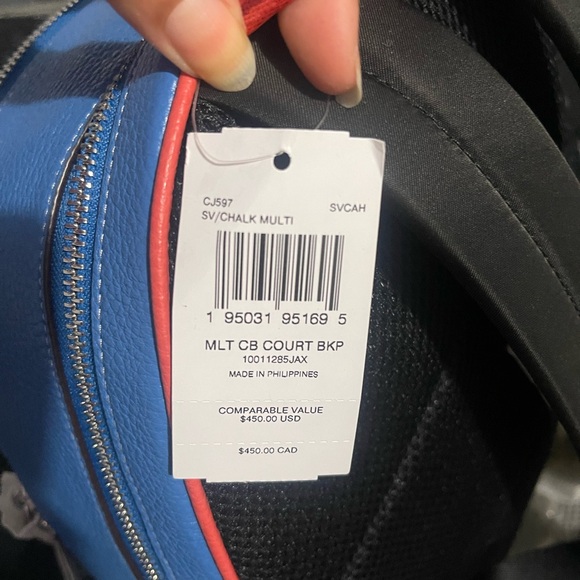 CJ597 SVCAH
SV/CHALK MULTI
1 95031 95169 5
MLT CB COURT BKP
10011285JAX
MADE IN PHILIPPINES
COMPARABLE VALUE
$450.00 USD
$450.00 CAD